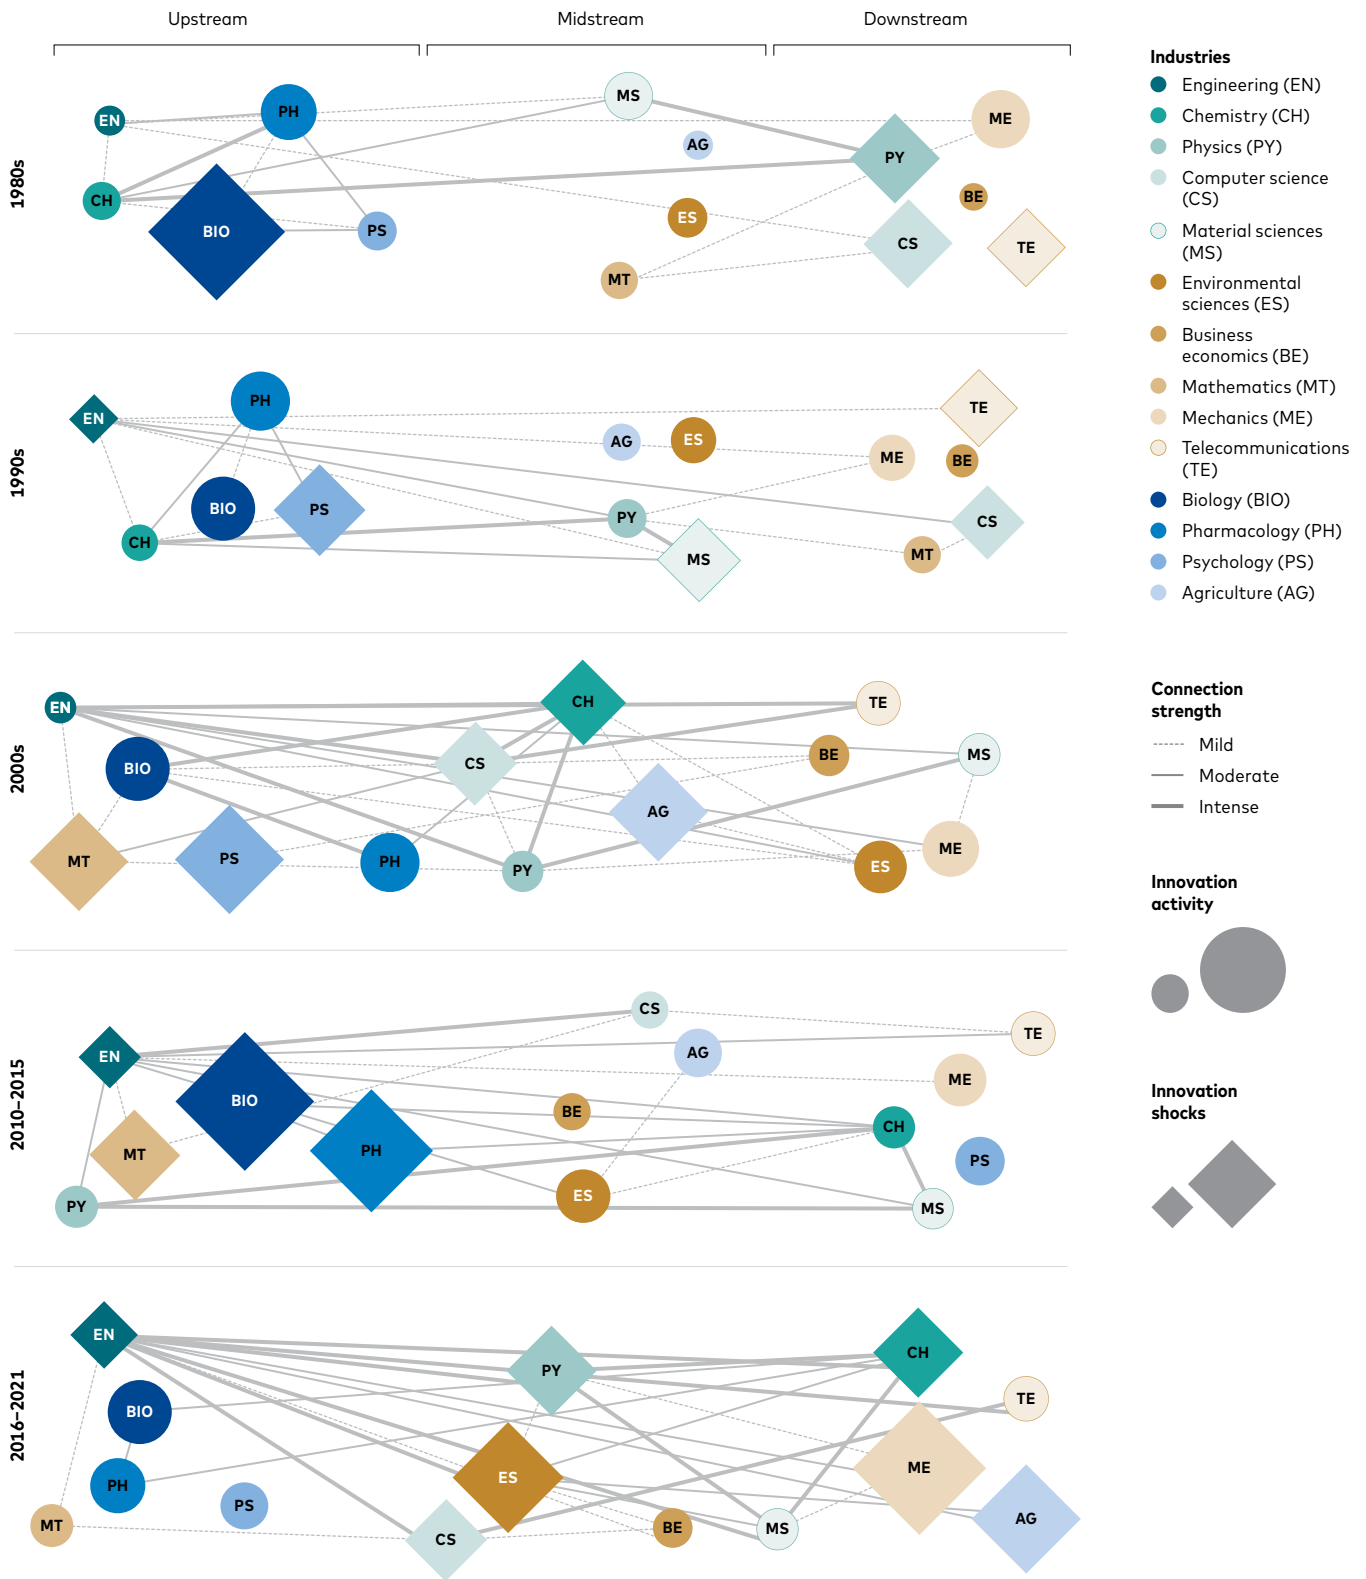 Upstream
Midstream
Downstream
1980s
EN
PH
MS
AG
ME
PY
CH
BIO
PS
ES
BE
CS
TE
MT
1990s
EN
PH
TE
AG
ES
ME
BE
BIO
PS
PY
CS
CH
MS
MT
2000s
EN
CH
TE
BIO
CS
BE
MS
AG
MT
PS
PH
PY
ES
ME
2010–2015
CS
EN
AG
TE
ME
BIO
BE
CH
MT
PH
PS
PY
ES
MS
2016–2021
EN
PY
CH
BIO
TE
ES
ME
PH
PS
MT
CS
BE
MS
AG
Industries
Engineering (EN)
Chemistry (CH)
Physics (PY)
Computer science
(CS)
Material sciences
(MS)
Environmental
sciences (ES)
Business
economics (BE)
Mathematics (MT)
Mechanics (ME)
Telecommunications
(TE)
Biology (BIO)
Pharmacology (PH)
Psychology (PS)
Agriculture (AG)
Connection
strength
Mild
Moderate
Intense
Innovation
activity
Innovation
shocks